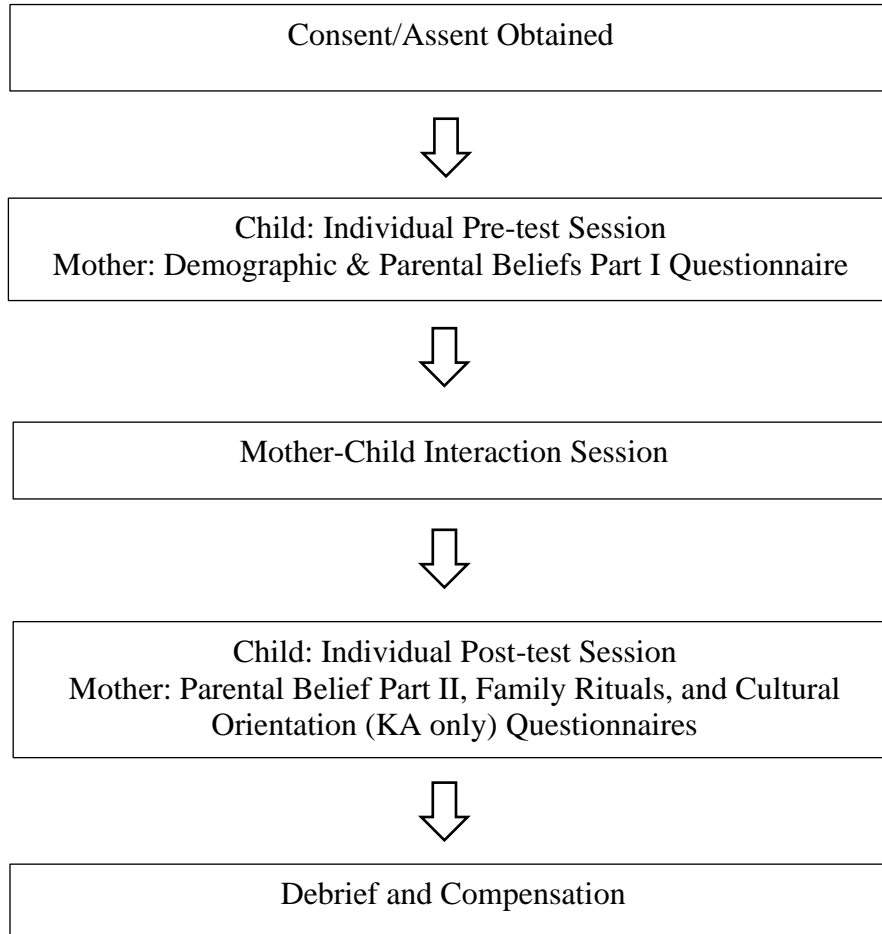 Consent/Assent Obtained
Child: Individual Pre-test Session
Mother: Demographic & Parental Beliefs Part I Questionnaire
Mother-Child Interaction Session
Child: Individual Post-test Session
Mother: Parental Belief Part II, Family Rituals, and Cultural
Orientation (KA only) Questionnaires
Debrief and Compensation